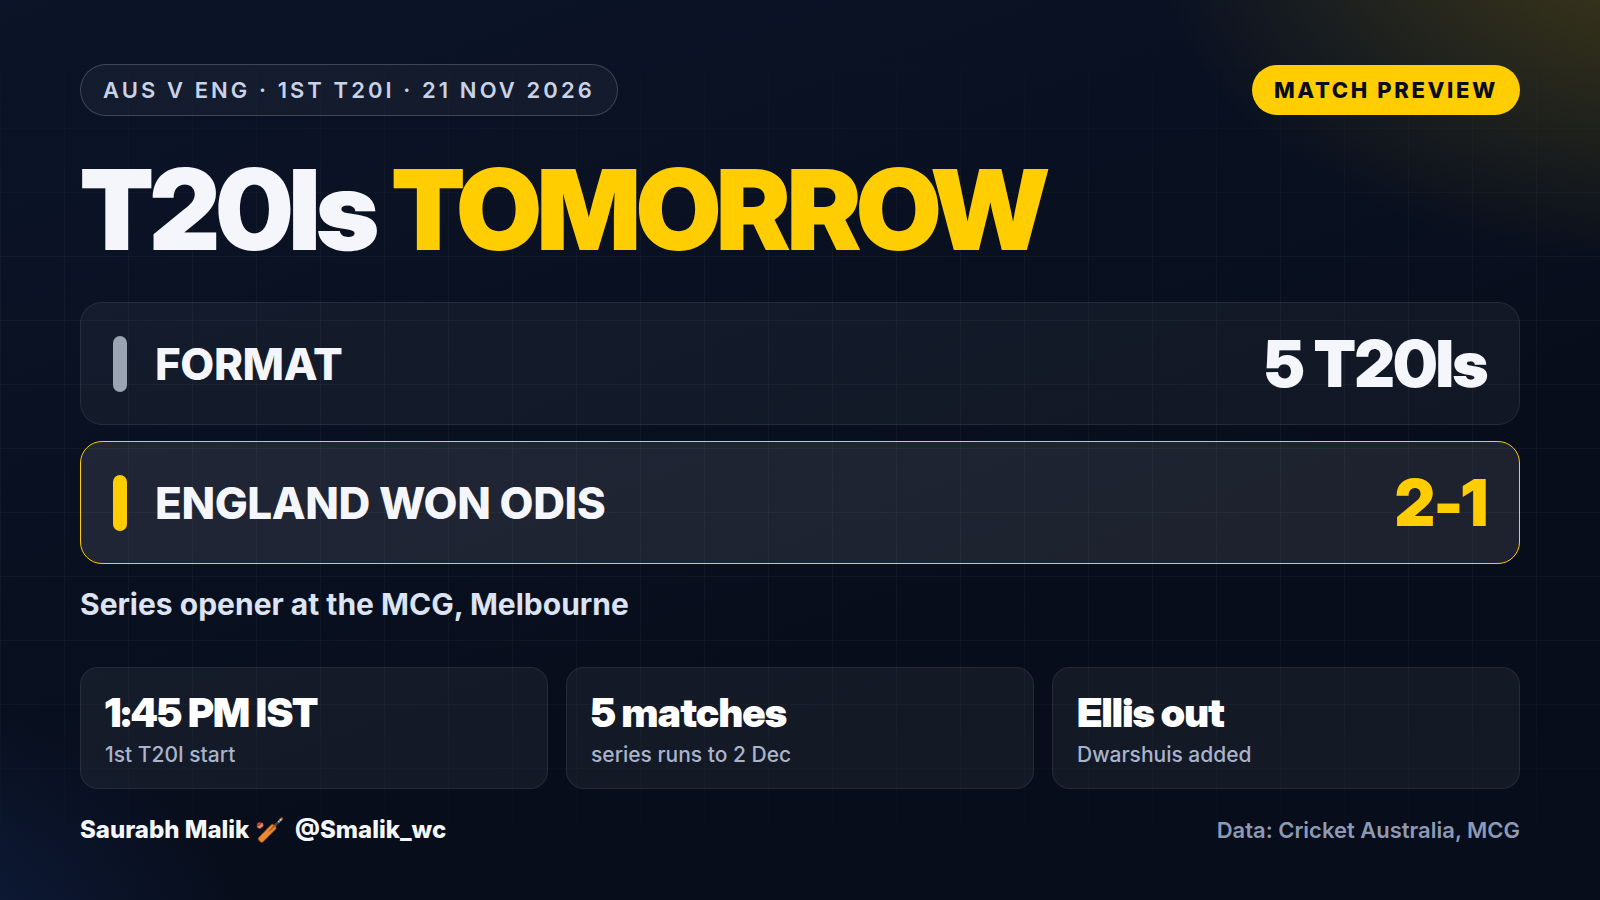 AUS V ENG · 1ST T20I · 21 NOV 2026
MATCH PREVIEW
T20Is TOMORROW
FORMAT
5 T20Is
ENGLAND WON ODIS
2-1
Series opener at the MCG, Melbourne
1:45 PM IST
1st T20I start
5 matches
series runs to 2 Dec
Ellis out
Dwarshuis added
Saurabh Malik 🏏 @Smalik_wc
Data: Cricket Australia, MCG